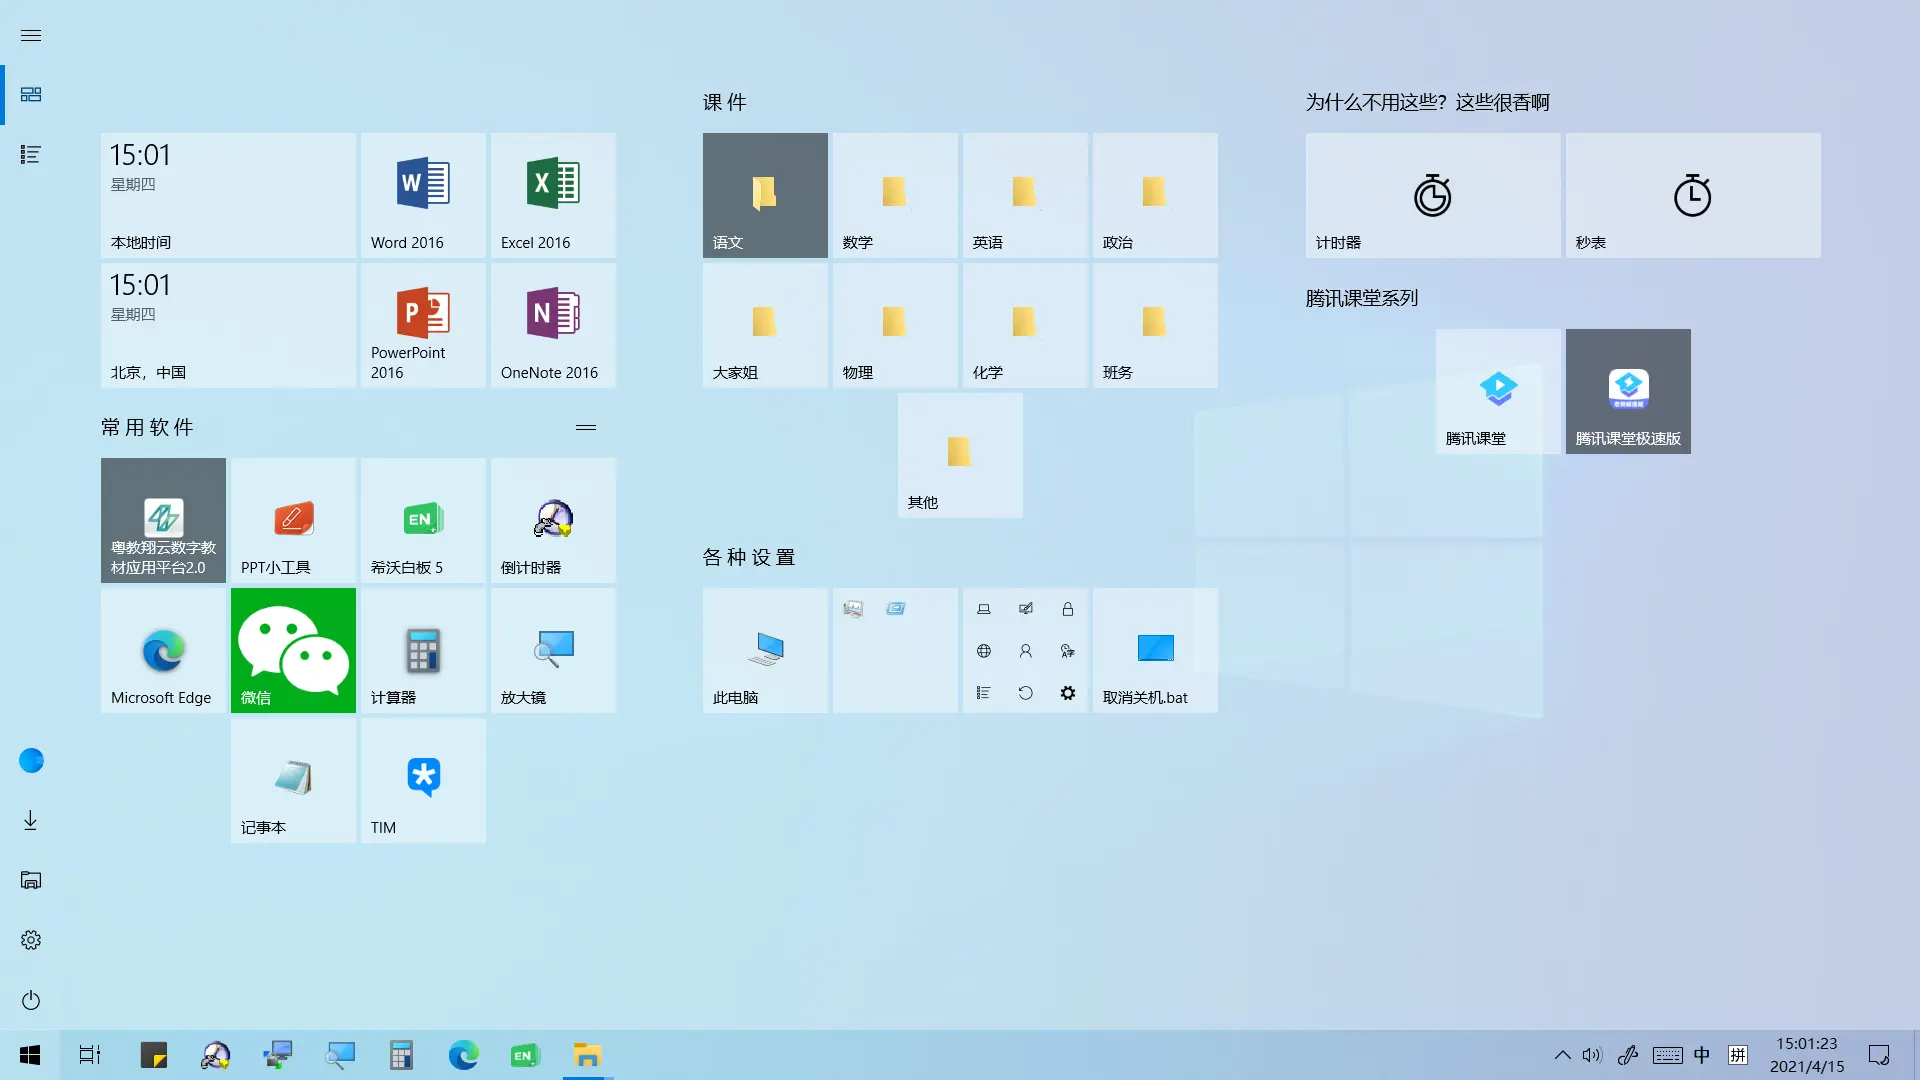 15:01
星期四
本地时间
Word 2016
Excel 2016
15:01
星期四
北京，中国
PowerPoint
2016
OneNote 2016
常用软件
粤教翔云数字教
材应用平台2.0
PPT小工具
EN
希沃白板 5
倒计时器
Microsoft Edge
微信
计算器
放大镜
记事本
TIM
课件
语文
数学
英语
政治
大家姐
物理
化学
班务
其他
各种设置
此电脑
取消关机.bat
为什么不用这些？这些很香啊
计时器
秒表
腾讯课堂系列
腾讯课堂
腾讯课堂极速版
EN
中
拼
15:01:23
2021/4/15